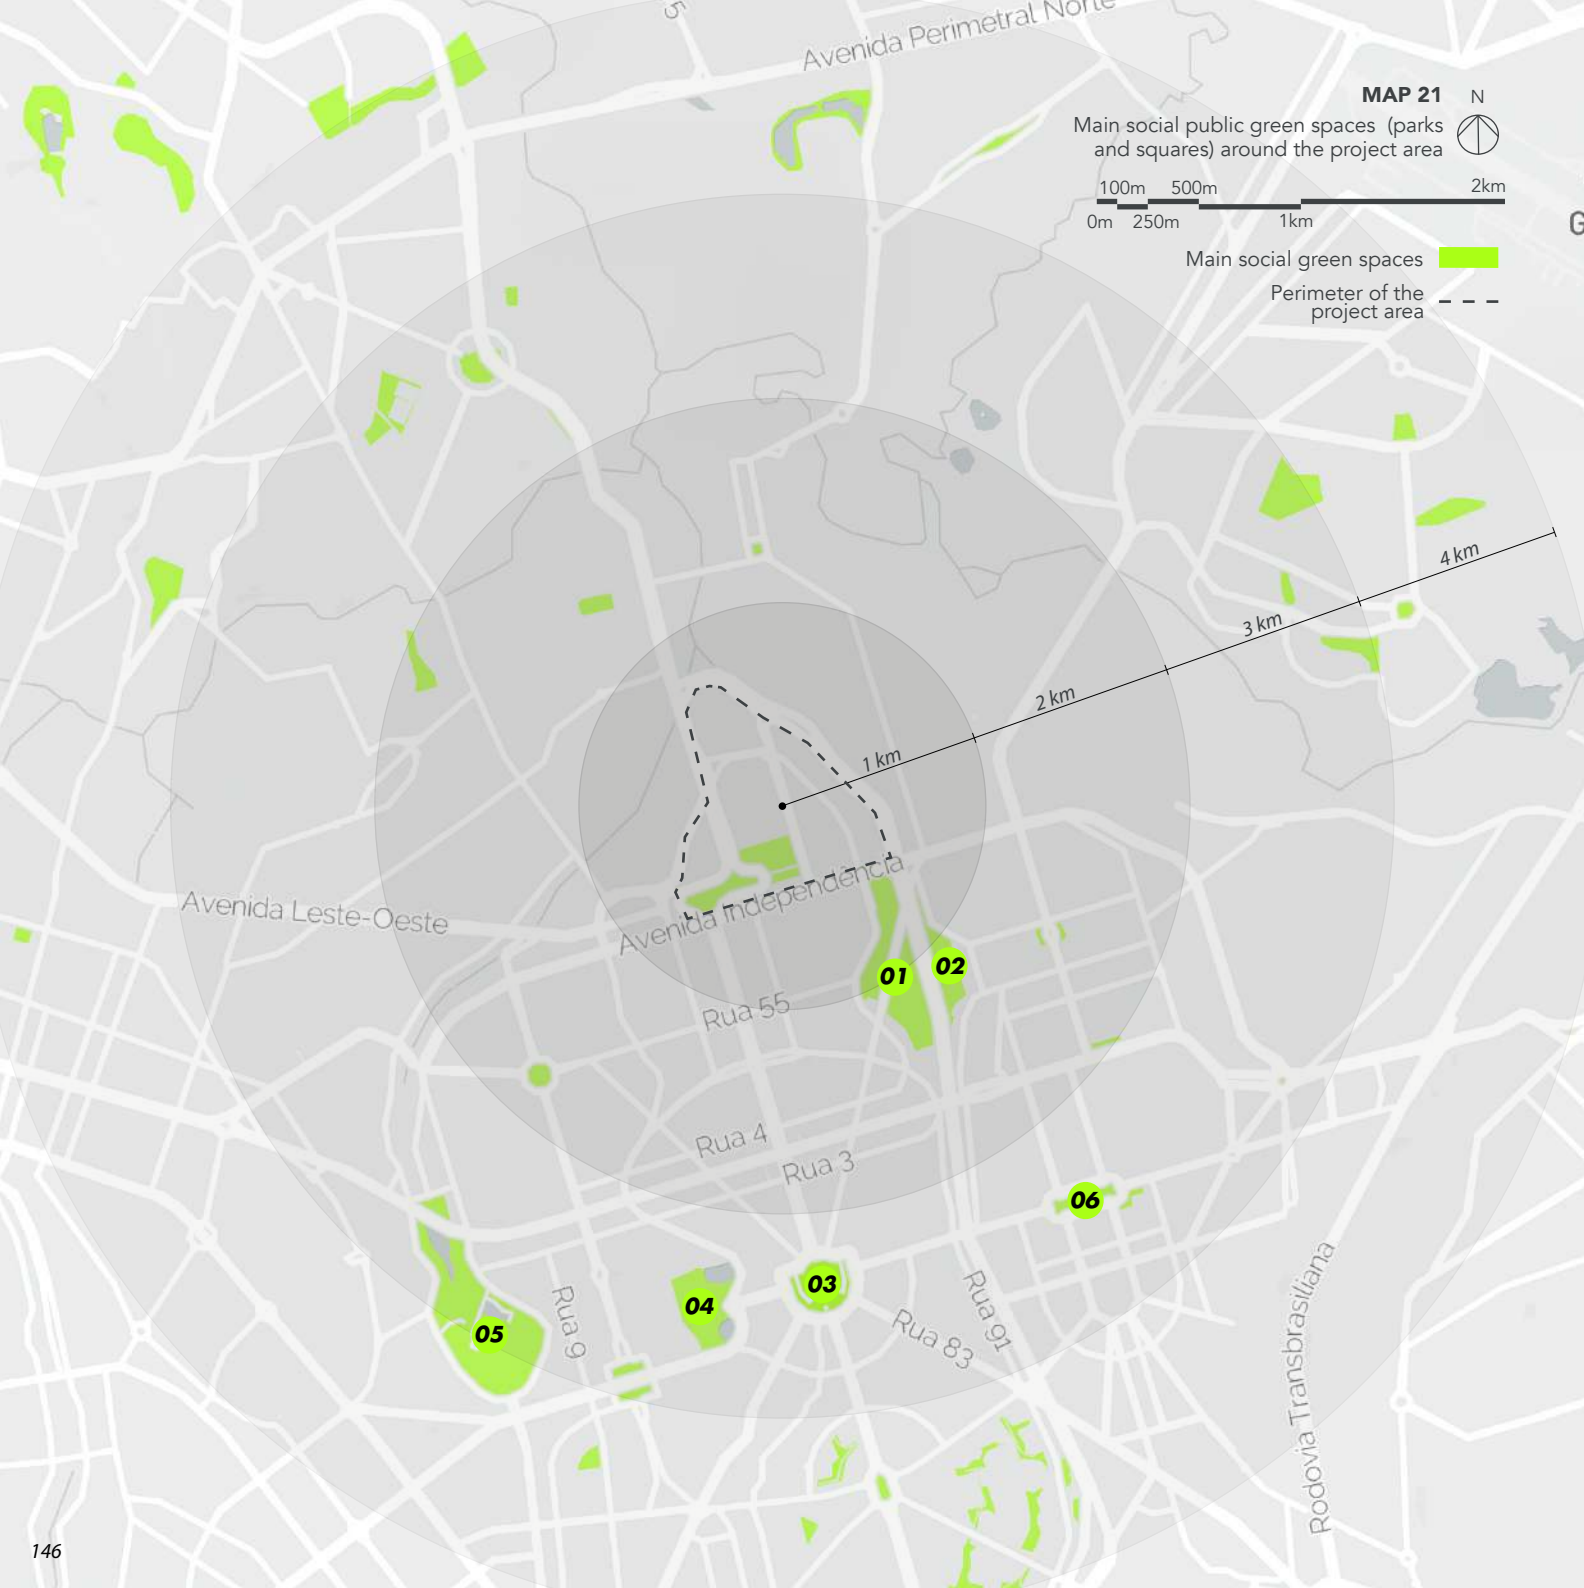 5
Avenida Perimetral Norte
MAP 21
N
Main social public green spaces (parks
and squares) around the project area
100m 500m 2km
0m 250m 1km
G
Main social green spaces
Perimeter of the
project area
4 km
3 km
2 km
1 km
Avenida Independência
Avenida Leste-Oeste
01
02
Rua 55
Rua 4
Rua 3
06
03
04
05
Rua 9
Rua 83
Rua 91
Rodovia Transbrasiliana
146